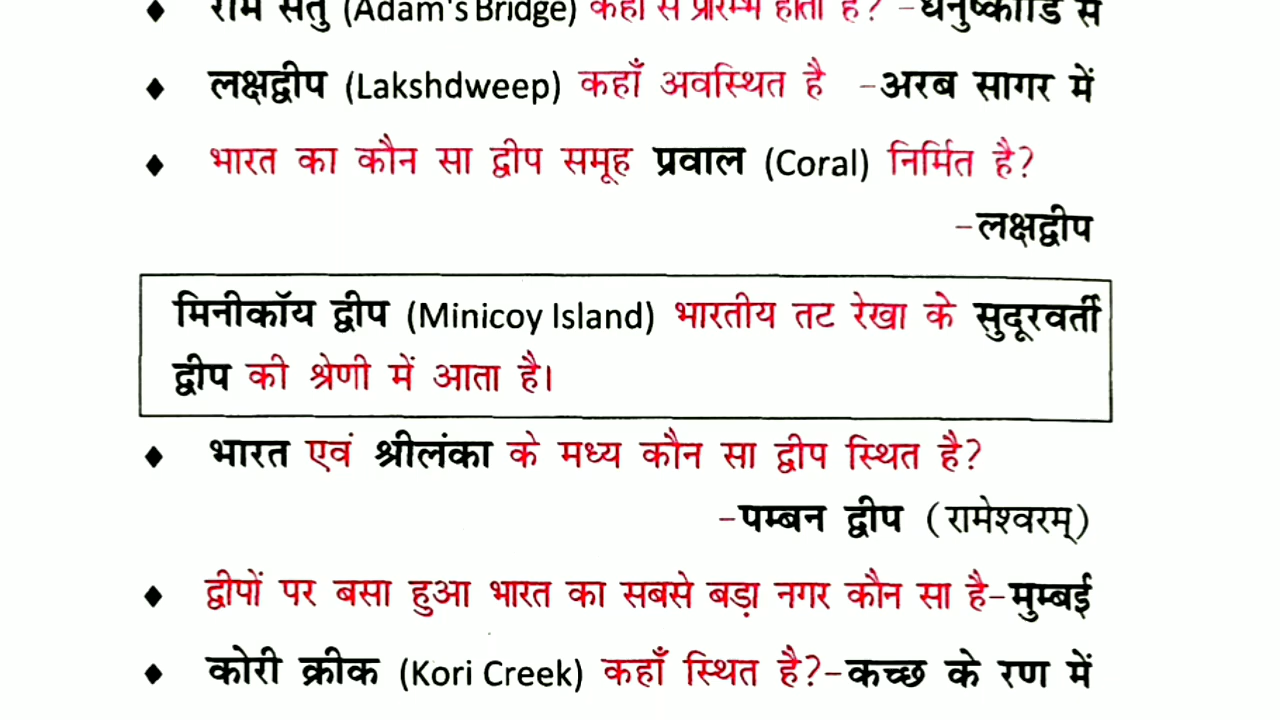 ♦ राम सेतु (Adam's Bridge) कहाँ से प्रारम्भ होता है? -धनुष्कोडि से
♦ लक्षद्वीप (Lakshdweep) कहाँ अवस्थित है -अरब सागर में
♦ भारत का कौन सा द्वीप समूह प्रवाल (Coral) निर्मित है?
-लक्षद्वीप
मिनीकॉय द्वीप (Minicoy Island) भारतीय तट रेखा के सुदूरवर्ती
द्वीप की श्रेणी में आता है।
♦ भारत एवं श्रीलंका के मध्य कौन सा द्वीप स्थित है?
-पम्बन द्वीप (रामेश्वरम्)
♦ द्वीपों पर बसा हुआ भारत का सबसे बड़ा नगर कौन सा है-मुम्बई
♦ कोरी क्रीक (Kori Creek) कहाँ स्थित है?-कच्छ के रण में